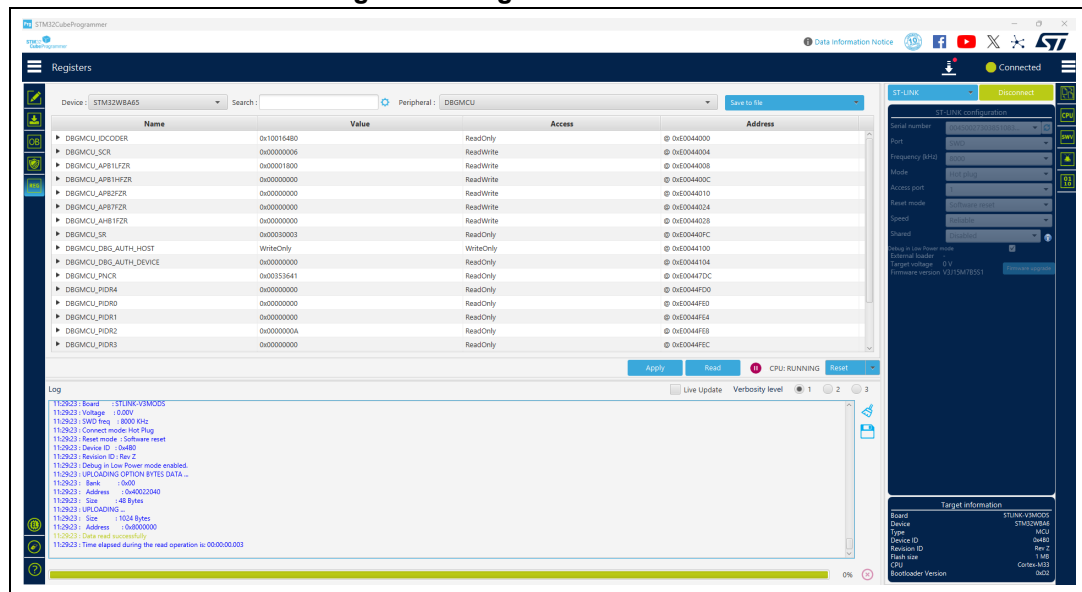 STM32CubeProgrammer
Data Information Notice
Registers
Connected
Device : STM32WBA65 Search : Peripheral : DBGMCU Save to file
Name Value Access Address
DBGMCU_IDCODER 0x10016480 ReadOnly @ 0xE0044000
DBGMCU_SCR 0x00000006 ReadWrite @ 0xE0044004
DBGMCU_APB1LFZR 0x00001800 ReadWrite @ 0xE0044008
DBGMCU_APB1HFZR 0x00000000 ReadWrite @ 0xE004400C
DBGMCU_APB2FZR 0x00000000 ReadWrite @ 0xE0044010
DBGMCU_APB7FZR 0x00000000 ReadWrite @ 0xE0044024
DBGMCU_AHB1FZR 0x00000000 ReadWrite @ 0xE0044028
DBGMCU_SR 0x00030003 ReadOnly @ 0xE00440FC
DBGMCU_DBG_AUTH_HOST WriteOnly WriteOnly @ 0xE0044100
DBGMCU_DBG_AUTH_DEVICE 0x00000000 ReadOnly @ 0xE0044104
DBGMCU_PNCR 0x00353641 ReadOnly @ 0xE00447DC
DBGMCU_PIDR4 0x00000000 ReadOnly @ 0xE0044FD0
DBGMCU_PIDR0 0x00000000 ReadOnly @ 0xE0044FE0
DBGMCU_PIDR1 0x00000000 ReadOnly @ 0xE0044FE4
DBGMCU_PIDR2 0x0000000A ReadOnly @ 0xE0044FE8
DBGMCU_PIDR3 0x00000000 ReadOnly @ 0xE0044FEC
Apply Read CPU: RUNNING Reset
Log Live Update Verbosity level 1 2 3
11:29:23 : Board : STLINK-V3MODS
11:29:23 : Voltage : 0.00V
11:29:23 : SWD freq : 8000 KHz
11:29:23 : Connect mode: Hot Plug
11:29:23 : Reset mode : Software reset
11:29:23 : Device ID : 0x4B0
11:29:23 : Revision ID : Rev Z
11:29:23 : Debug in Low Power mode enabled.
11:29:23 : UPLOADING OPTION BYTES DATA ...
11:29:23 : Bank : 0x00
11:29:23 : Address : 0x40022040
11:29:23 : Size : 48 Bytes
11:29:23 : UPLOADING ...
11:29:23 : Size : 1024 Bytes
11:29:23 : Address : 0x8000000
11:29:23 : Data read successfully
11:29:23 : Time elapsed during the read operation is: 00:00:00.003
0%
ST-LINK Disconnect
ST-LINK configuration
Serial number
Port SWD
Frequency (kHz) 8000
Mode Hot plug
Access port 1
Reset mode Software reset
Speed Reliable
Shared Disabled
Debug in Low Power mode
External loader -
Target voltage 0 V
Firmware version V3J15M7B5S1 Firmware upgrade
Target information
Board STLINK-V3MODS
Device STM32WBA6
Type MCU
Device ID 0x4B0
Revision ID Rev Z
Flash size 1 MB
CPU Cortex-M33
Bootloader Version 0xD2